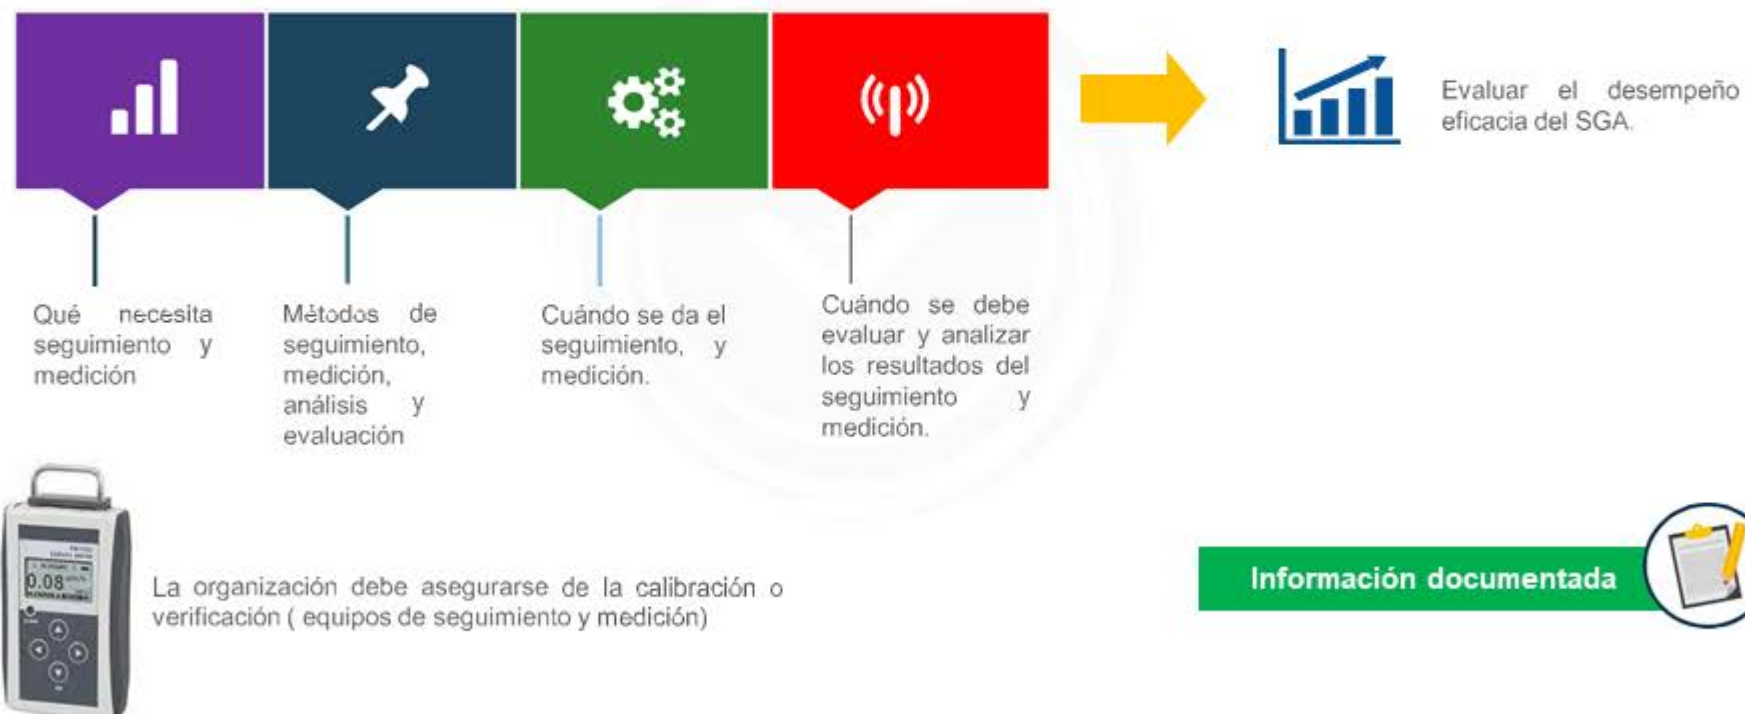 Evaluar el desempeño
eficacia del SGA.
Qué necesita
seguimiento y
medición
Métodos de
seguimiento,
medición,
análisis y
evaluación
Cuándo se da el
seguimiento, y
medición.
Cuándo se debe
evaluar y analizar
los resultados del
seguimiento y
medición.
0.08
La organización debe asegurarse de la calibración o
verificación ( equipos de seguimiento y medición)
Información documentada